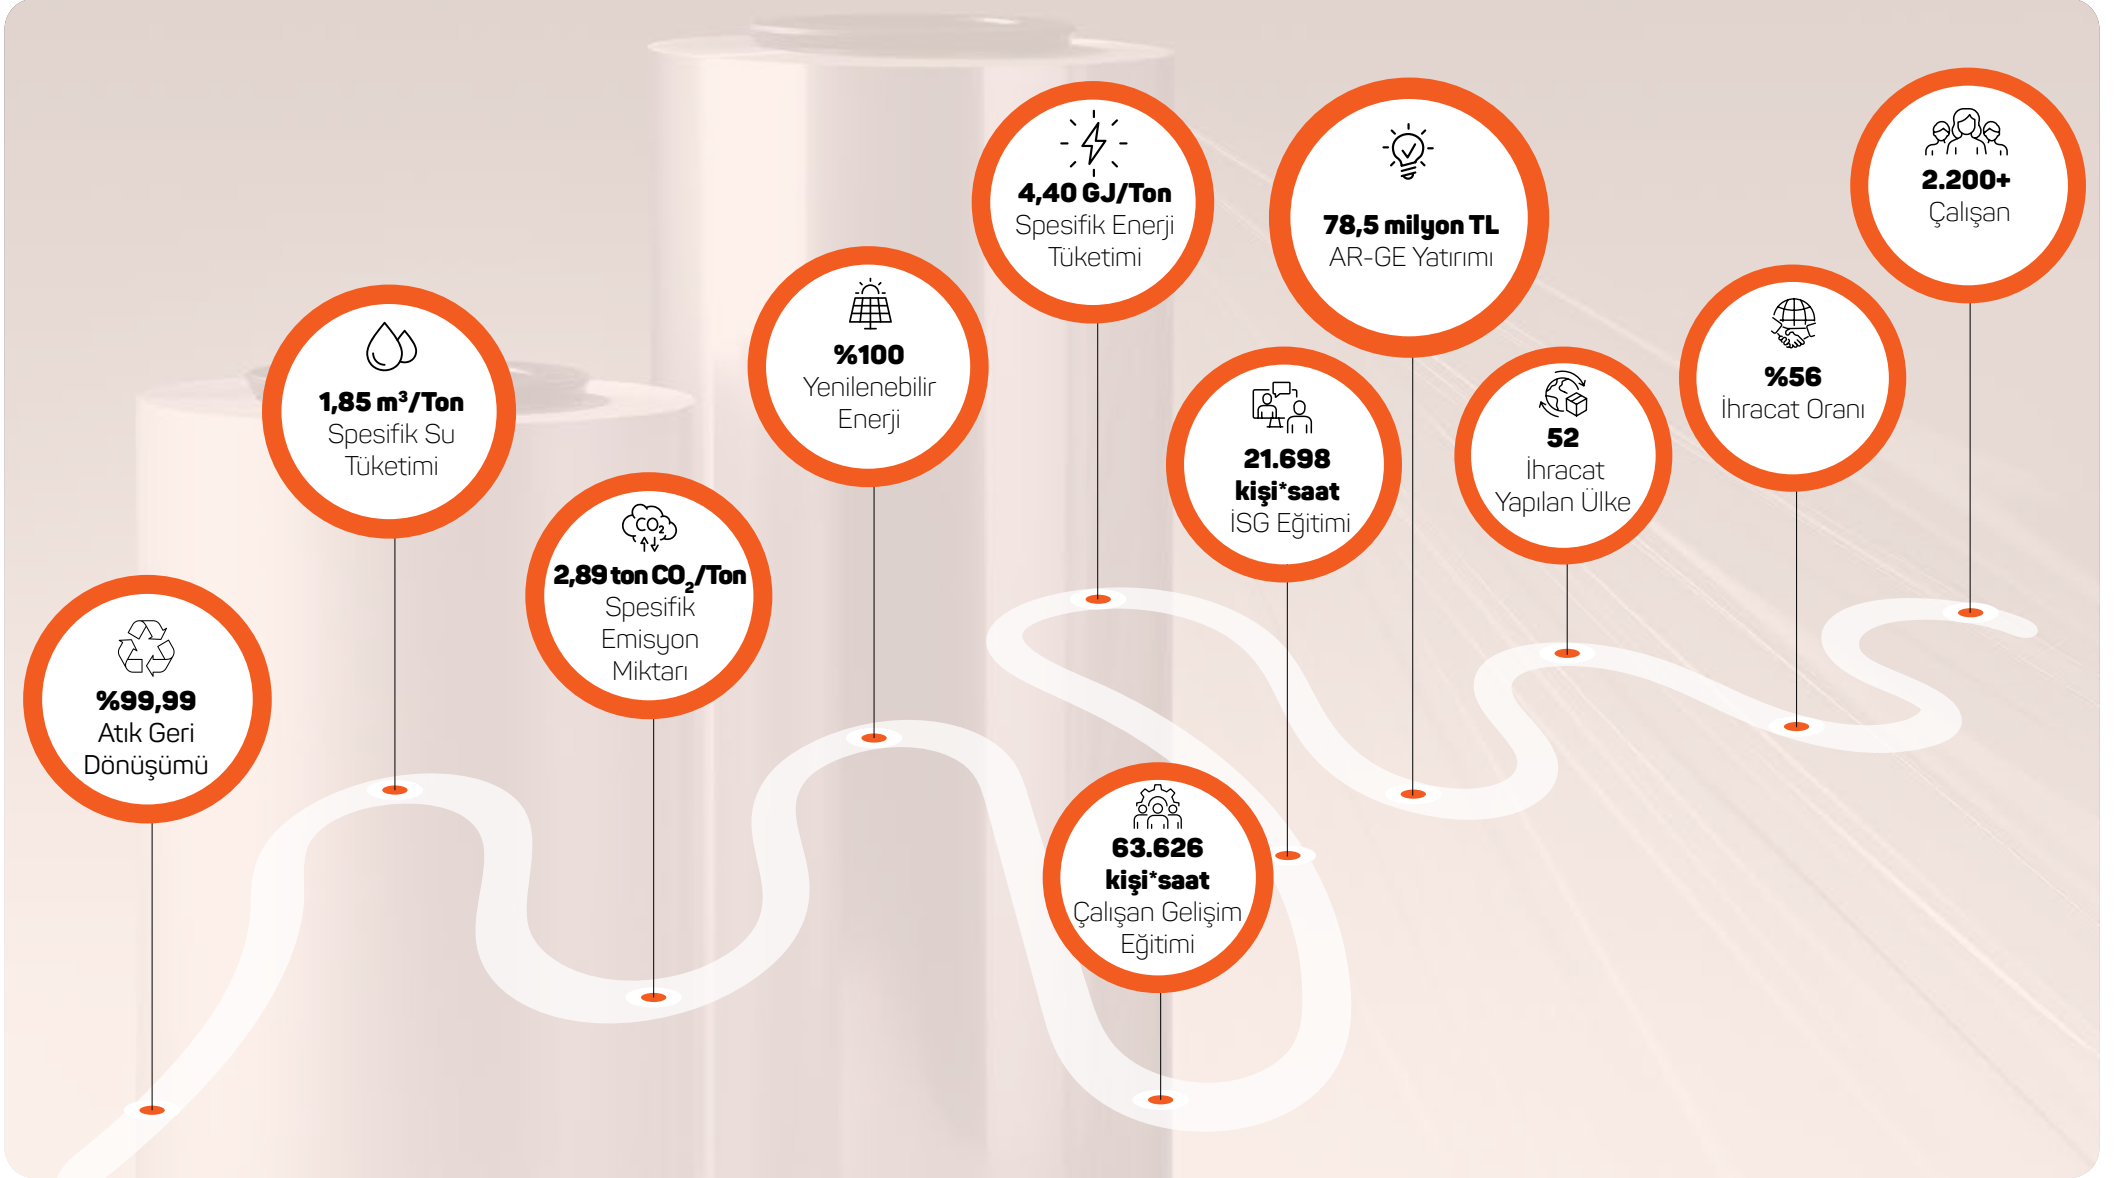 %99,99
Atık Geri
Dönüşümü
1,85 m³/Ton
Spesifik Su
Tüketimi
CO₂
2,89 ton CO₂/Ton
Spesifik
Emisyon
Miktarı
%100
Yenilenebilir
Enerji
63.626
kişi*saat
Çalışan Gelişim
Eğitimi
21.698
kişi*saat
İSG Eğitimi
4,40 GJ/Ton
Spesifik Enerji
Tüketimi
78,5 milyon TL
AR-GE Yatırımı
52
İhracat
Yapılan Ülke
%56
İhracat Oranı
2.200+
Çalışan